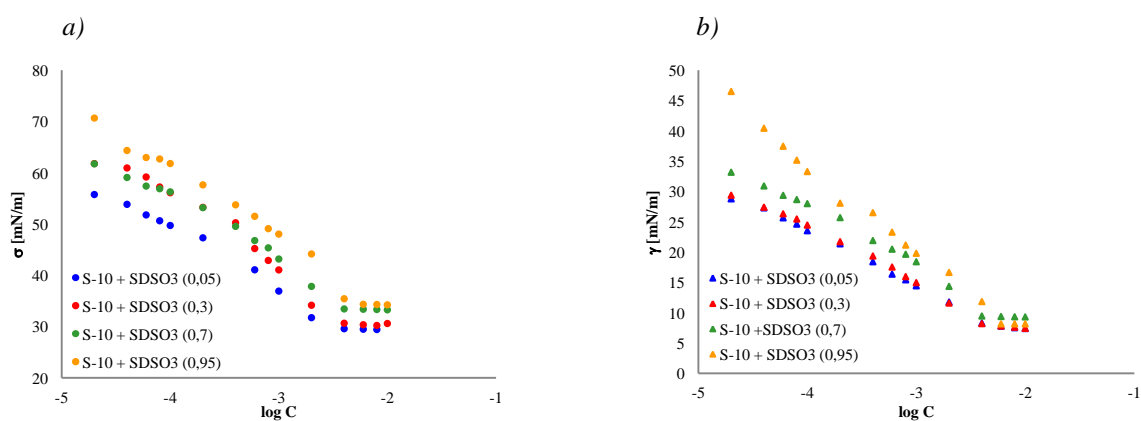 a)
80
70
60
50
40
30
20
σ [mN/m]
S-10 + SDSO3 (0,05)
S-10 + SDSO3 (0,3)
S-10 + SDSO3 (0,7)
S-10 + SDSO3 (0,95)
-5 -4 -3 -2 -1
log C
b)
50
45
40
35
30
25
20
15
10
5
0
γ [mN/m]
S-10 + SDSO3 (0,05)
S-10 + SDSO3 (0,3)
S-10 +SDSO3 (0,7)
S-10 + SDSO3 (0,95)
-5 -4 -3 -2 -1
log C